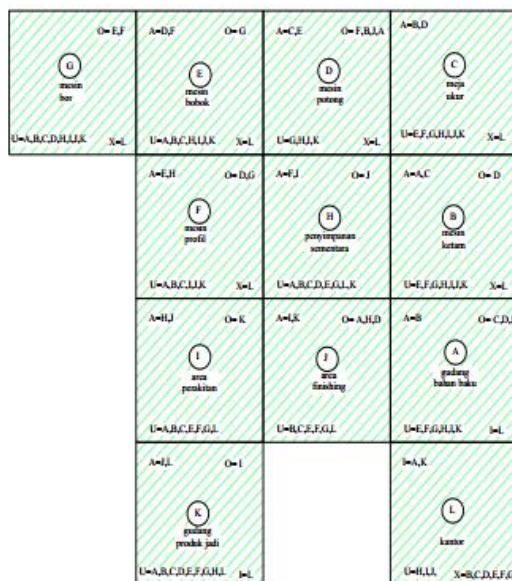 O= E,F
G
mesin
bor
U=A,B,C,D,H,I,J,K X=L
A=D,F O= G
E
mesin
bobok
U=A,B,C,H,I,J,K X=L
A=C,E O= F,B,I,A
D
mesin
potong
U=G,H,I,K X=L
A=B,D
C
meja
ukur
U=E,F,G,H,I,J,K X=L
A=E,H O= D,G
F
mesin
profil
U=A,B,C,I,J,K X=L
A=F,I O= J
H
penyimpanan
sementara
U=A,B,C,D,E,G,L,K
A=A,C O= D
B
mesin
ketam
U=E,F,G,H,I,J,K X=L
A=H,J O= K
I
area
perakitan
U=A,B,C,E,F,G,L
A=I,K O= A,H,D
J
area
finishing
U=B,C,E,F,G,L
A=B O= C,D,
A
gudang
bahan baku
U=E,F,G,H,I,K I=L
A=J,L O= I
K
gudang
produk jadi
U=A,B,C,D,E,F,G,H,L I=L
I=A,K
L
kantor
U=H,I,J, X=B,C,D,E,F,G